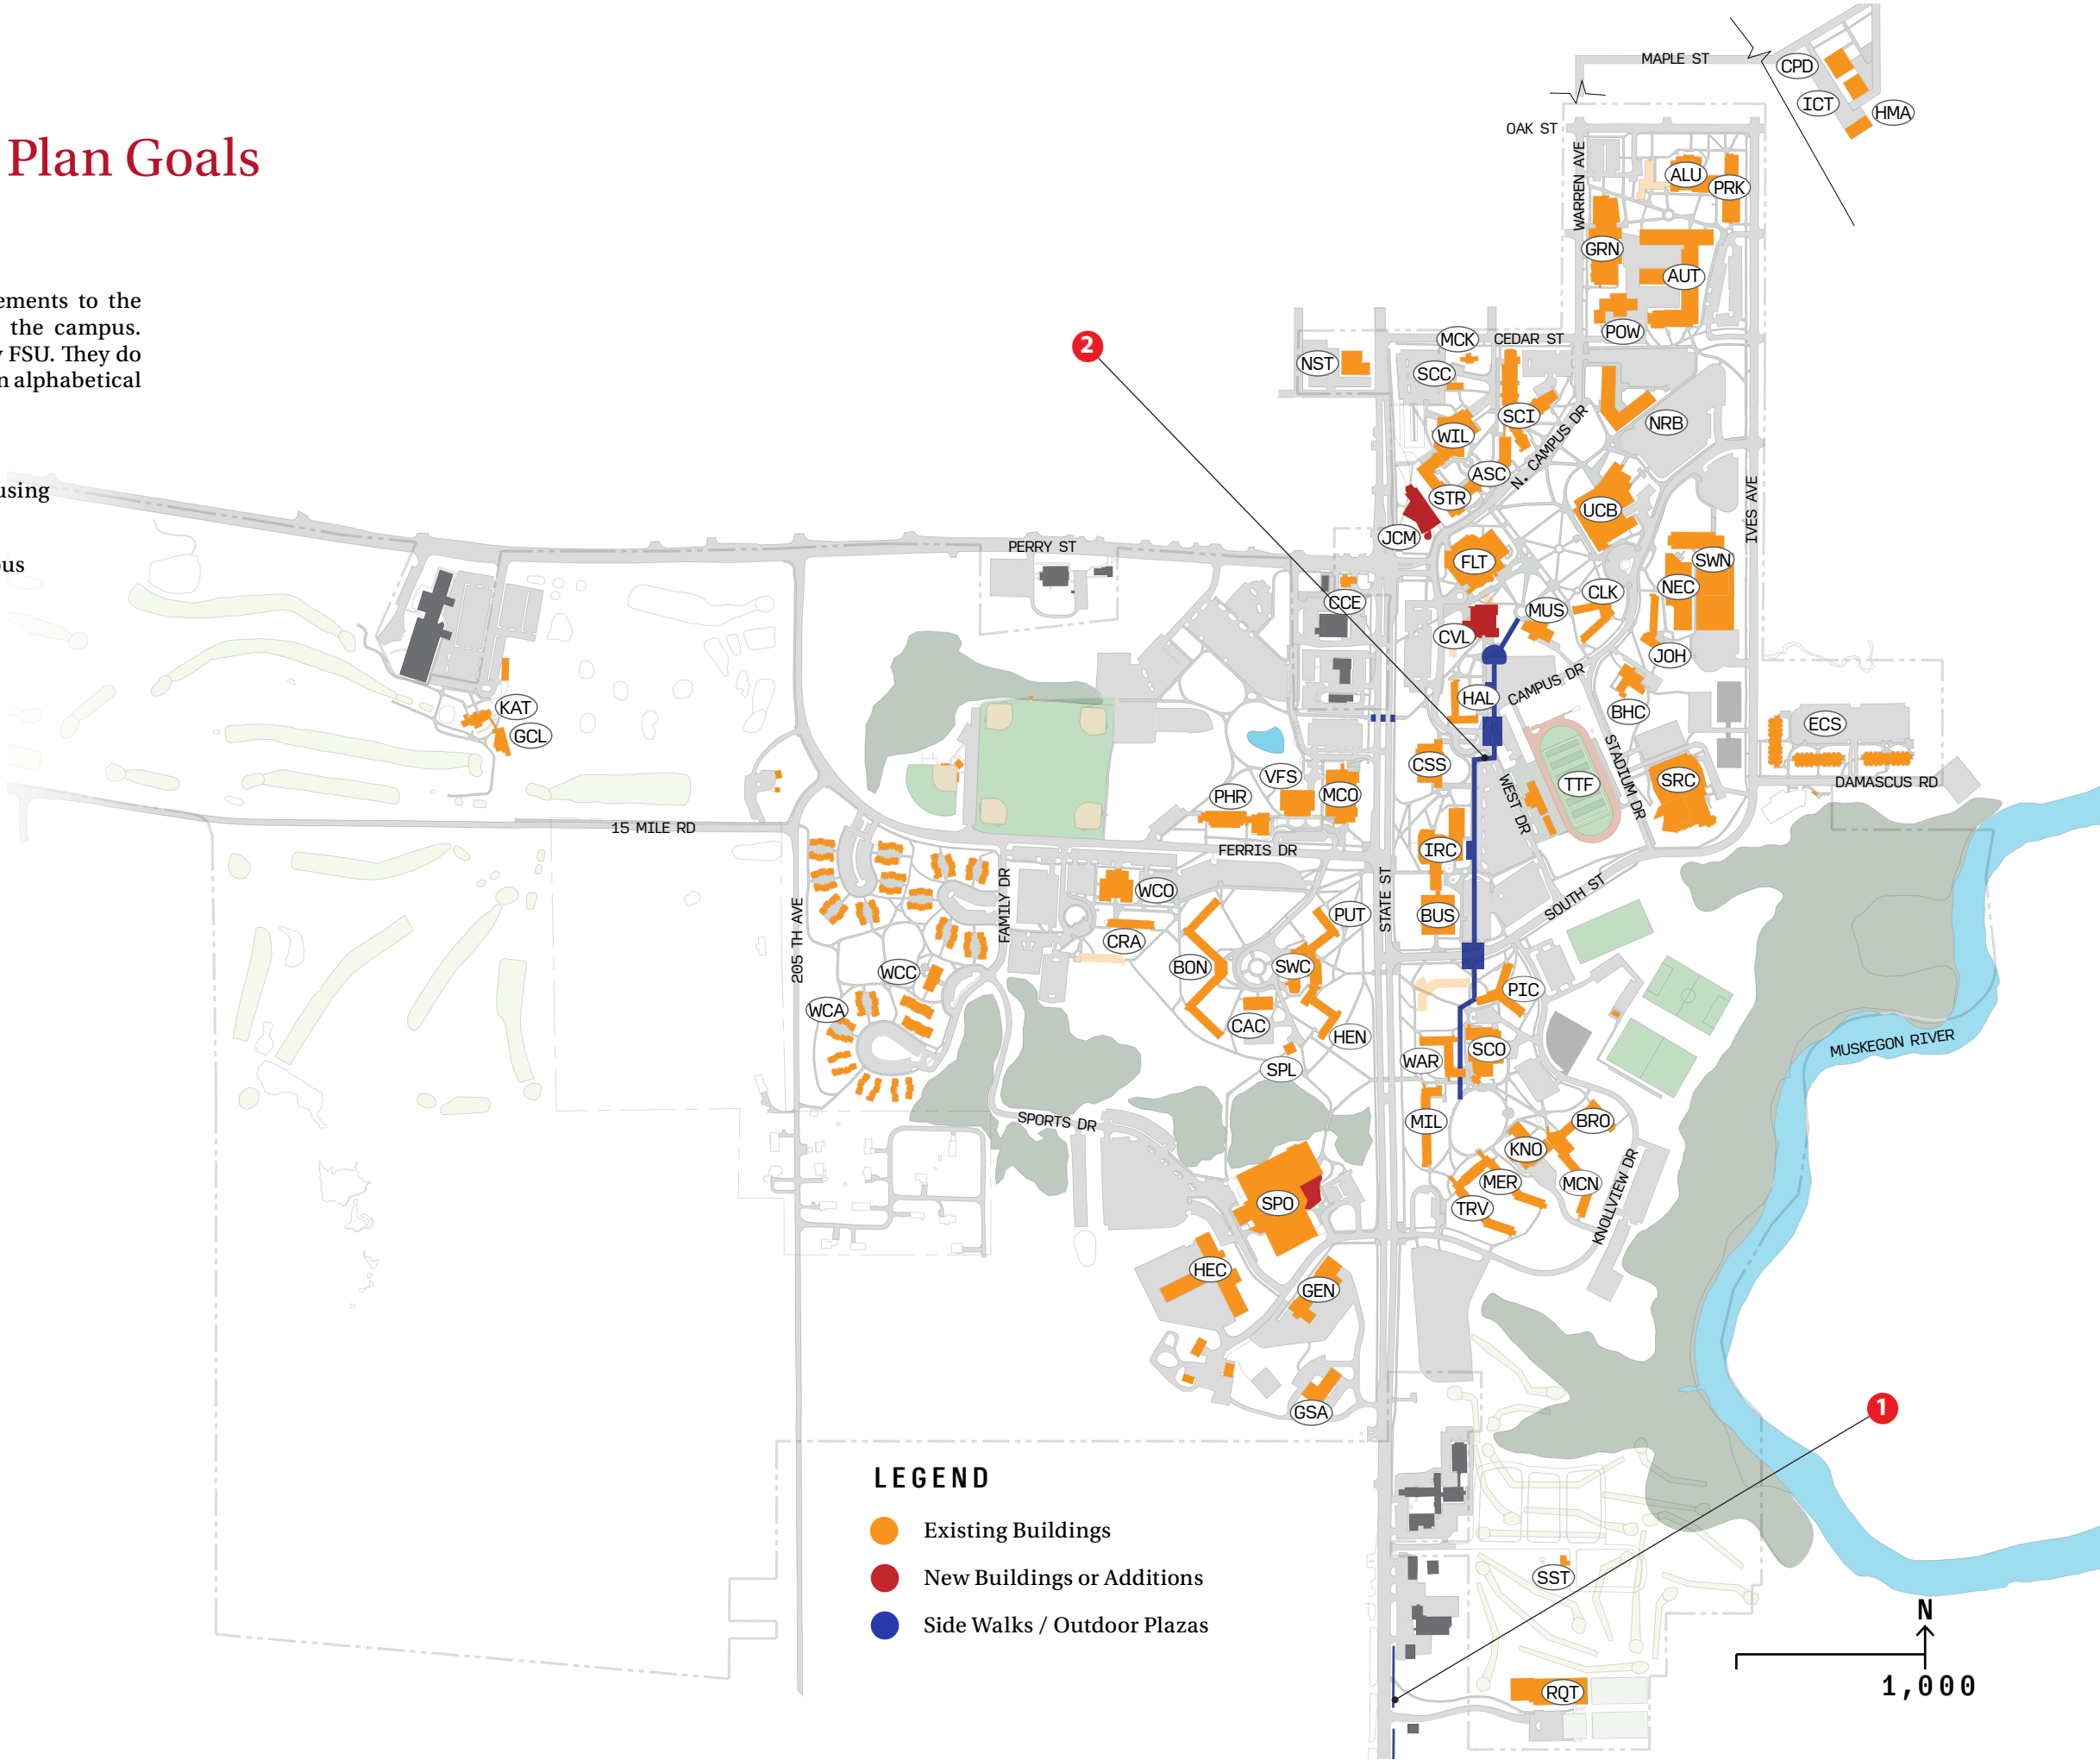 Plan Goals
ements to the
the campus.
FSU. They do
n alphabetical
using
ous
MAPLE ST
CPD
ICT
HMA
OAK ST
WARREN AVE
ALU
PRK
GRN
AUT
POW
2
MCK
CEDAR ST
NST
SCC
SCI
WIL
NRB
N. CAMPUS DR
ASC
STR
UCB
IVES AVE
JCM
PERRY ST
FLT
SWN
NEC
CLK
CCE
MUS
CVL
JOH
HAL
CAMPUS DR
BHC
KAT
GCL
ECS
CSS
STADIUM DR
VFS
SRC
TTF
DAMASCUS RD
PHR
MCO
WEST DR
15 MILE RD
FERRIS DR
IRC
WCO
FAMILY DR
STATE ST
SOUTH ST
PUT
BUS
205 TH AVE
CRA
BON
SWC
WCC
PIC
WCA
CAC
HEN
MUSKEGON RIVER
SCO
WAR
SPL
SPORTS DR
MIL
BRO
KNO
MER
MCN
KNOLLVIEW DR
SPO
TRV
HEC
GEN
GSA
1
LEGEND
Existing Buildings
New Buildings or Additions
Side Walks / Outdoor Plazas
SST
N
1,000
RQT